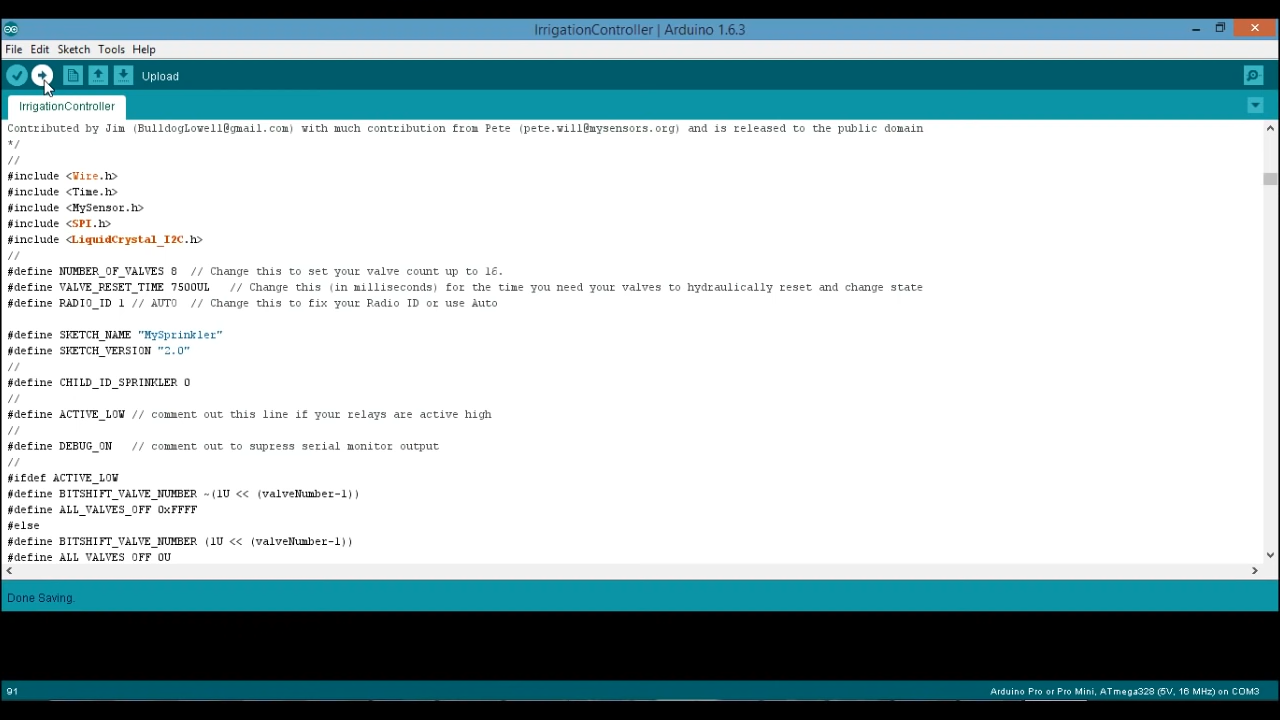 IrrigationController | Arduino 1.6.3
File Edit Sketch Tools Help
Upload
IrrigationController
Contributed by Jim (BulldogLowell@gmail.com) with much contribution from Pete (pete.will@mysensors.org) and is released to the public domain
*/
//
#include <Wire.h>
#include <Time.h>
#include <MySensor.h>
#include <SPI.h>
#include <LiquidCrystal_I2C.h>
//
#define NUMBER_OF_VALVES 8  // Change this to set your valve count up to 16.
#define VALVE_RESET_TIME 7500UL   // Change this (in milliseconds) for the time you need your valves to hydraulically reset and change state
#define RADIO_ID 1 // AUTO  // Change this to fix your Radio ID or use Auto
#define SKETCH_NAME "MySprinkler"
#define SKETCH_VERSION "2.0"
//
#define CHILD_ID_SPRINKLER 0
//
#define ACTIVE_LOW // comment out this line if your relays are active high
//
#define DEBUG_ON   // comment out to supress serial monitor output
//
#ifdef ACTIVE_LOW
#define BITSHIFT_VALVE_NUMBER ~(1U << (valveNumber-1))
#define ALL_VALVES_OFF 0xFFFF
#else
#define BITSHIFT_VALVE_NUMBER (1U << (valveNumber-1))
#define ALL_VALVES_OFF 0U
Done Saving.
91
Arduino Pro or Pro Mini, ATmega328 (5V, 16 MHz) on COM3